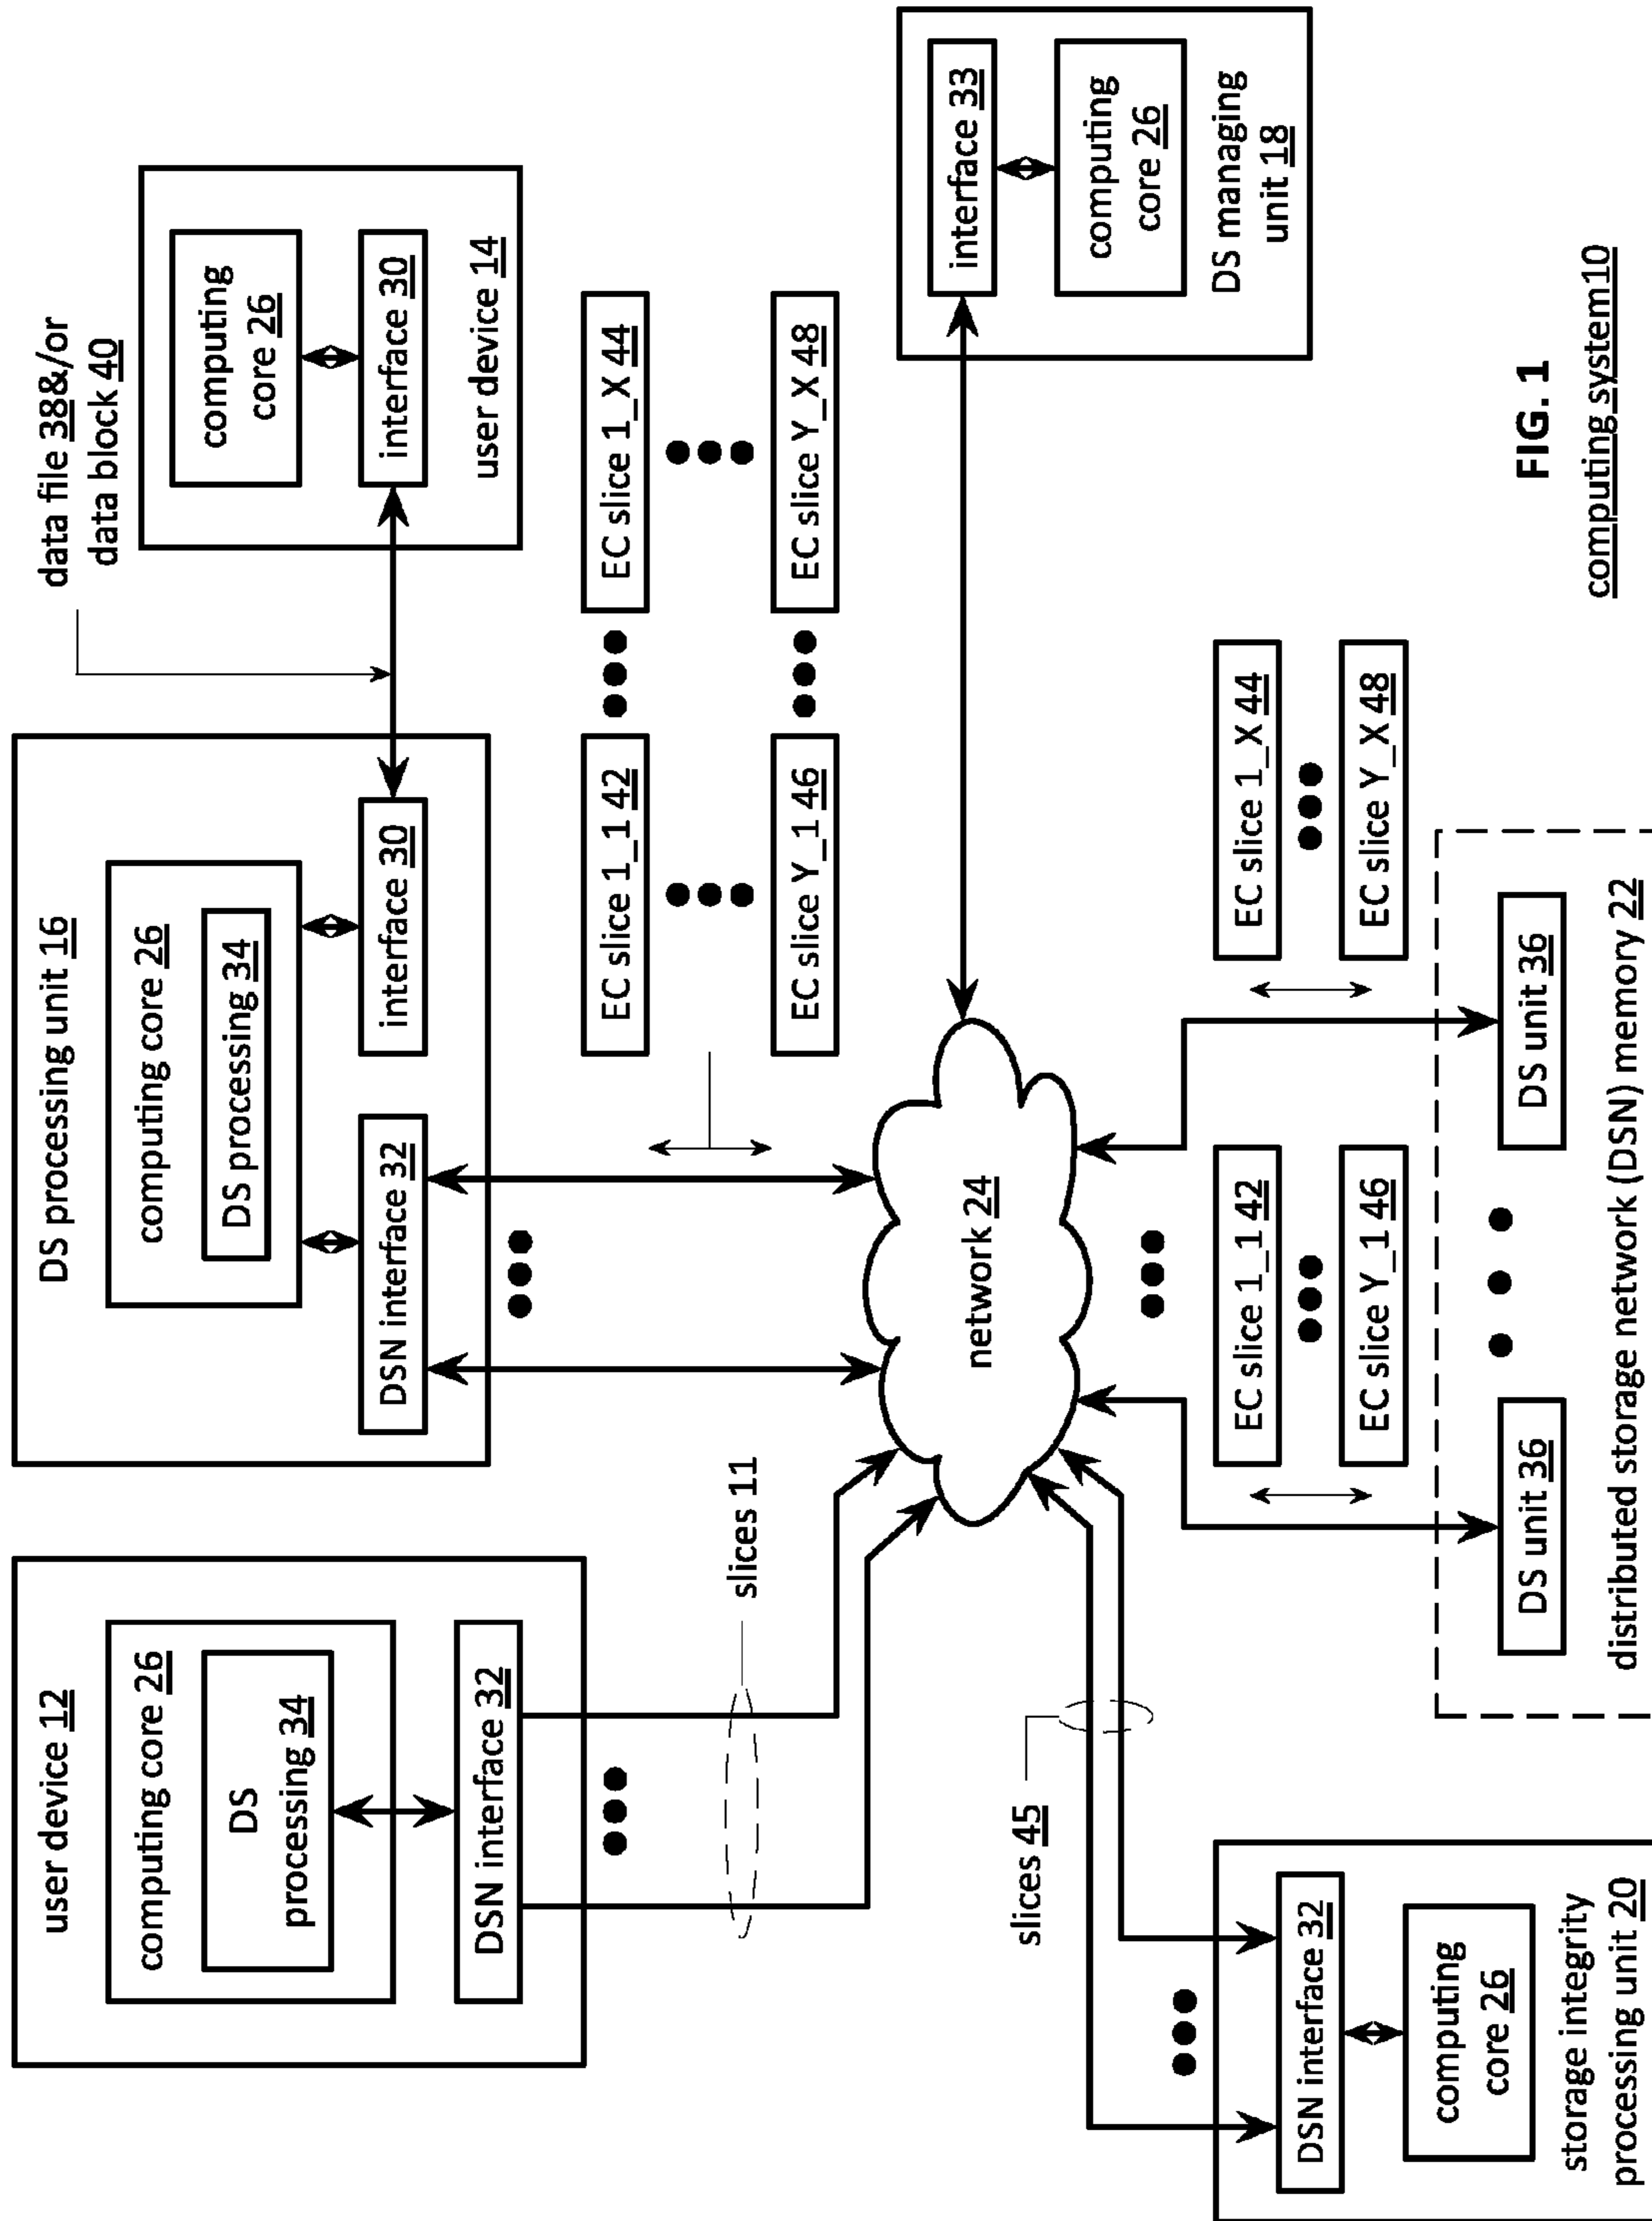 user device 12
computing core 26
DS
processing 34
DSN interface 32
slices 11
DS processing unit 16
computing core 26
DS processing 34
DSN interface 32
interface 30
data file 38&/or
data block 40
computing
core 26
interface 30
user device 14
EC slice 1_1 42
EC slice 1_X 44
EC slice Y_1 46
EC slice Y_X 48
network 24
interface 33
computing
core 26
DS managing
unit 18
slices 45
DSN interface 32
computing
core 26
storage integrity
processing unit 20
EC slice 1_1 42
EC slice Y_1 46
EC slice 1_X 44
EC slice Y_X 48
DS unit 36
DS unit 36
distributed storage network (DSN) memory 22
FIG. 1
computing system10